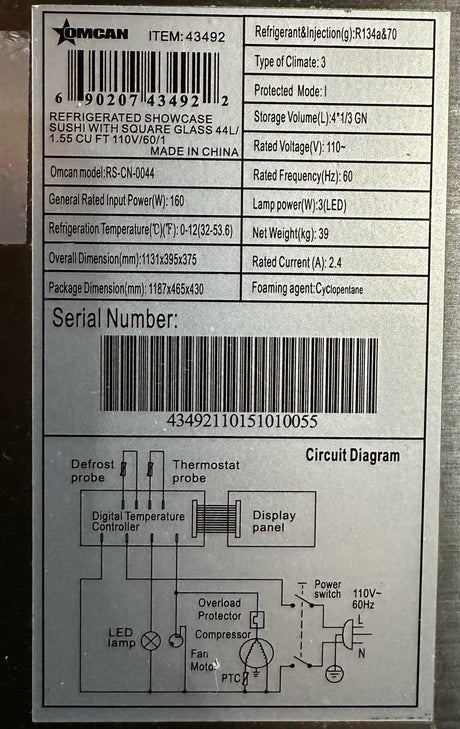 OMCAN ITEM: 43492
6 90207 43492 2
REFRIGERATED SHOWCASE
SUSHI WITH SQUARE GLASS 44L/
1.55 CU FT 110V/60/1
MADE IN CHINA
Omcan model:RS-CN-0044
General Rated Input Power(W): 160
Refrigeration Temperature(℃)(℉): 0-12(32-53.6)
Overall Dimension(mm):1131x395x375
Package Dimension(mm): 1187x465x430
Refrigerant&Injection(g):R134a&70
Type of Climate: 3
Protected Mode: I
Storage Volume(L):4*1/3 GN
Rated Voltage(V): 110~
Rated Frequency(Hz): 60
Lamp power(W):3(LED)
Net Weight(kg): 39
Rated Current (A): 2.4
Foaming agent:Cyclopentane
Serial Number:
43492110151010055
Circuit Diagram
Defrost
probe
Thermostat
probe
Digital Temperature
Controller
Display
panel
Power
switch
110V~
60Hz
L
N
Overload
Protector
Compressor
LED
lamp
Fan
Motor
PTC